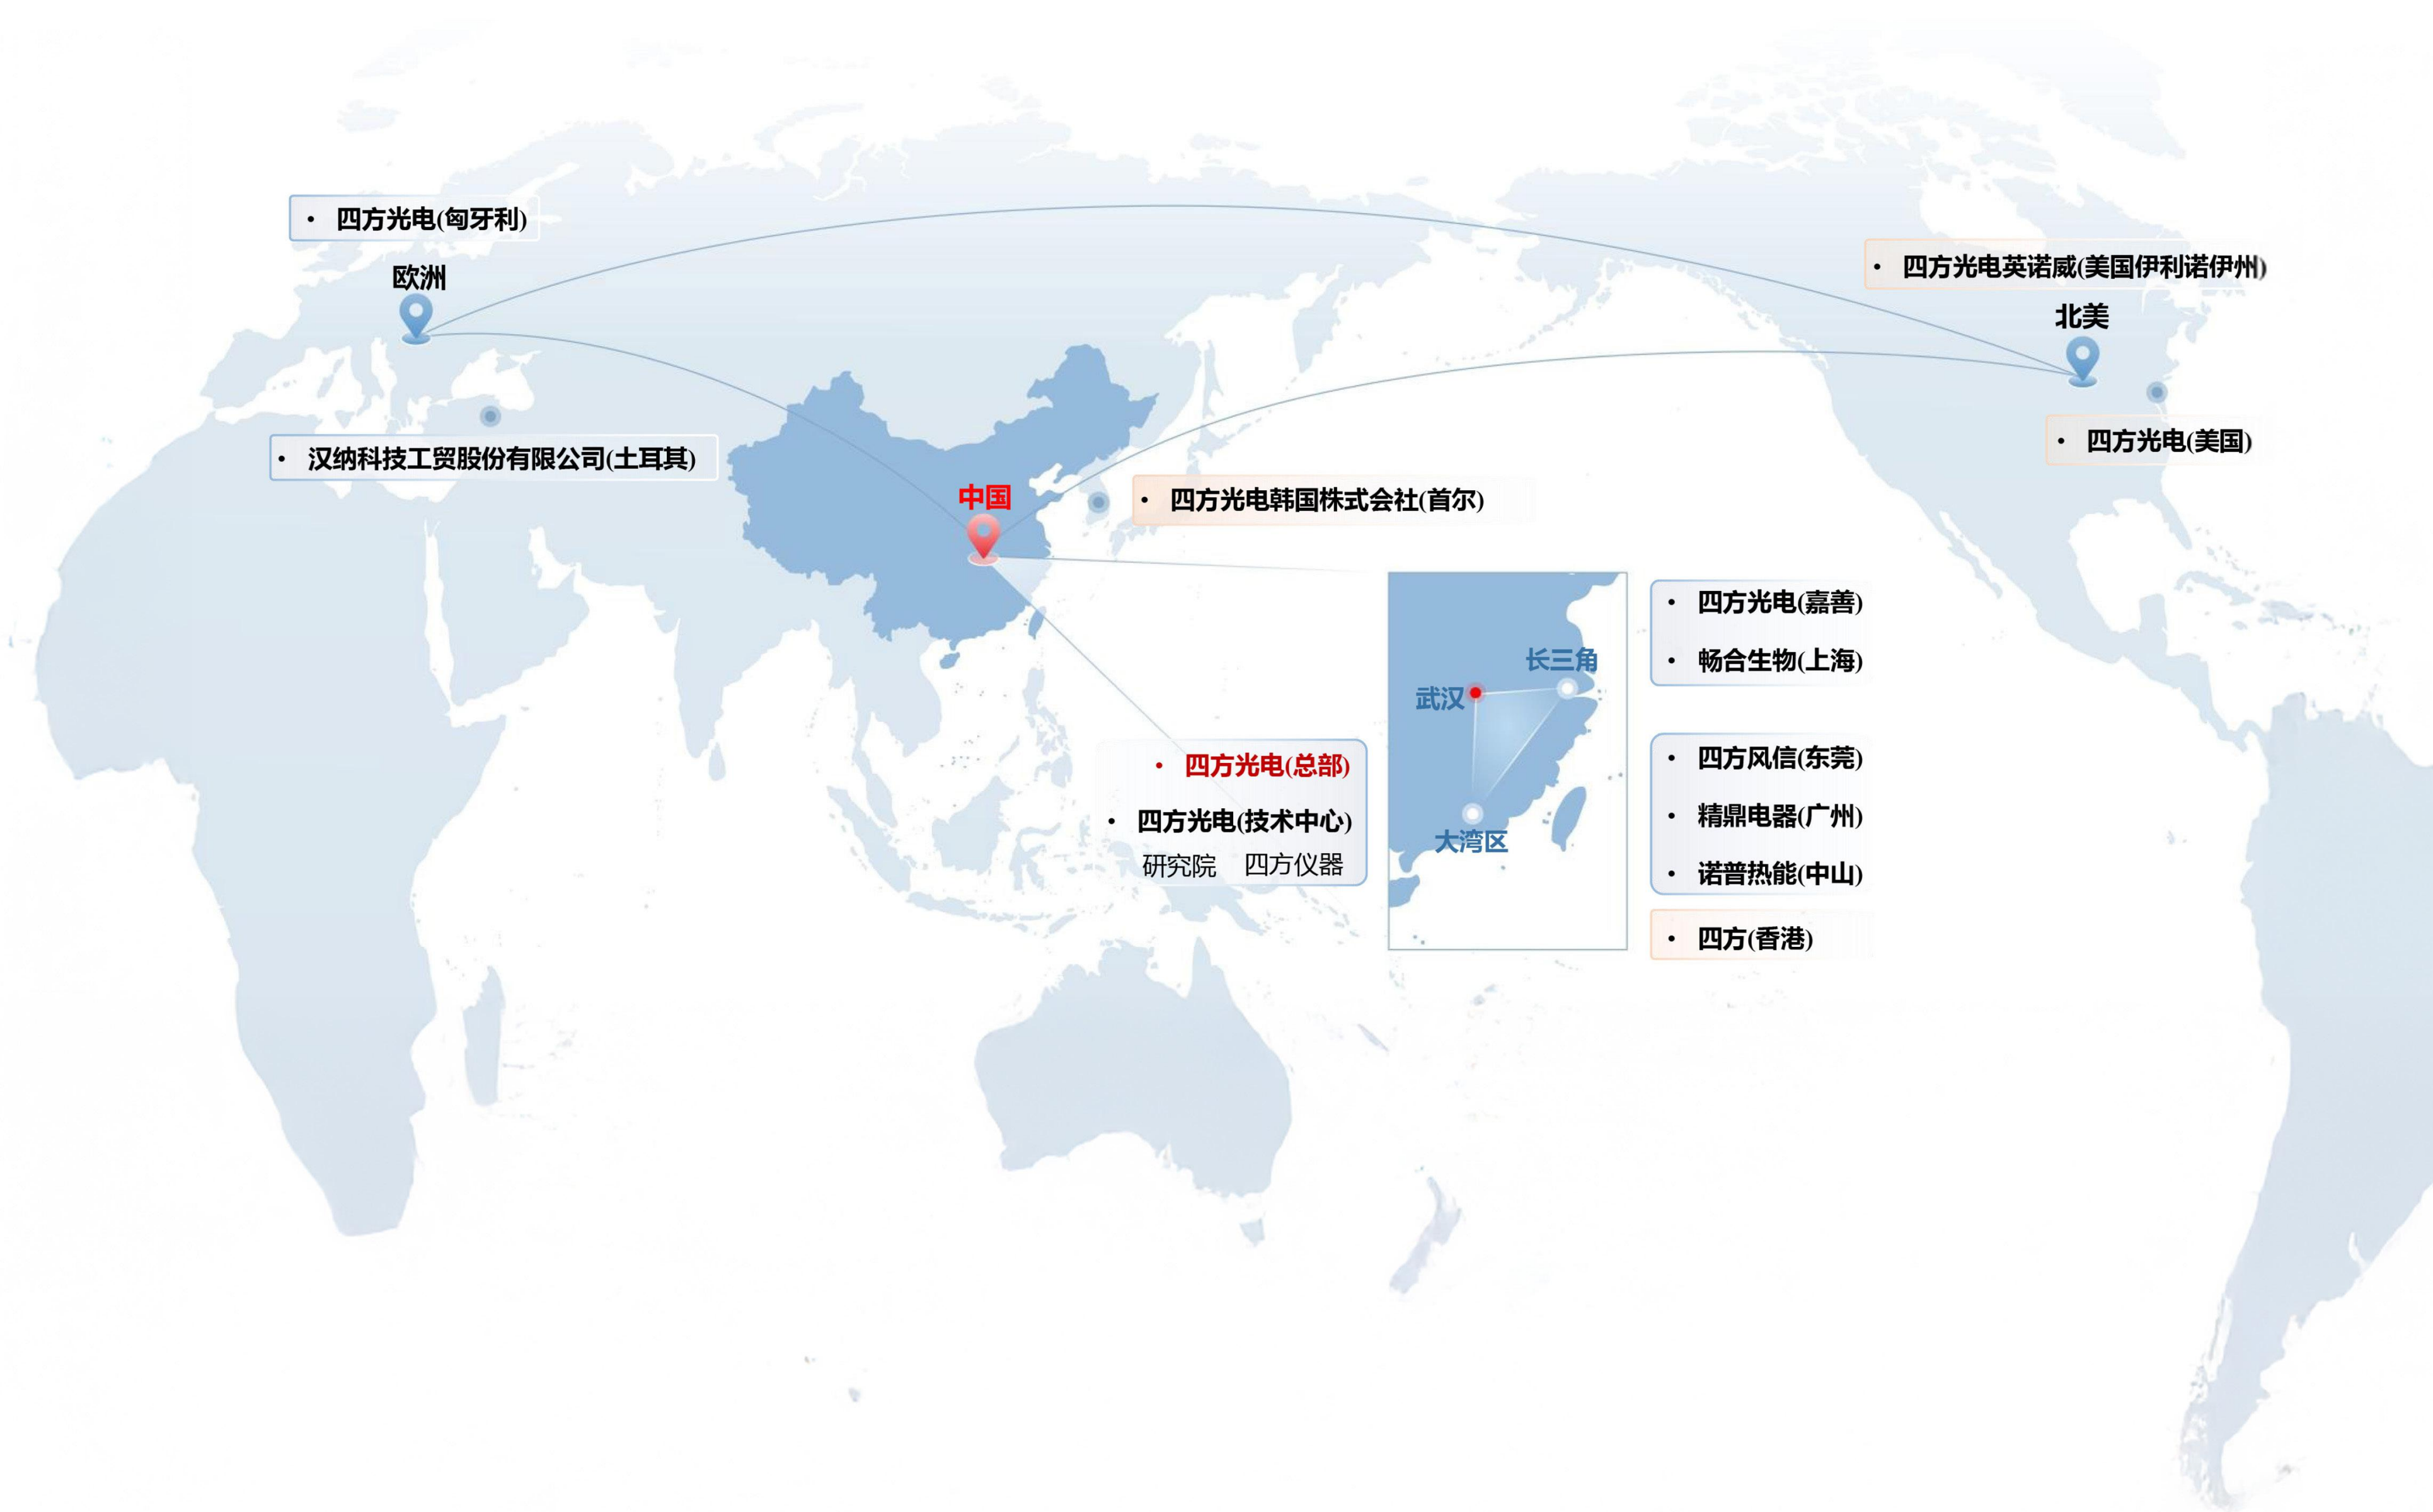 • 四方光电(匈牙利)
欧洲
• 汉纳科技工贸股份有限公司(土耳其)
• 四方光电英诺威(美国伊利诺伊州)
北美
• 四方光电(美国)
中国
• 四方光电韩国株式会社(首尔)
• 四方光电(总部)
• 四方光电(技术中心)
研究院 四方仪器
长三角
武汉
大湾区
• 四方光电(嘉善)
• 畅合生物(上海)
• 四方风信(东莞)
• 精鼎电器(广州)
• 诺普热能(中山)
• 四方(香港)